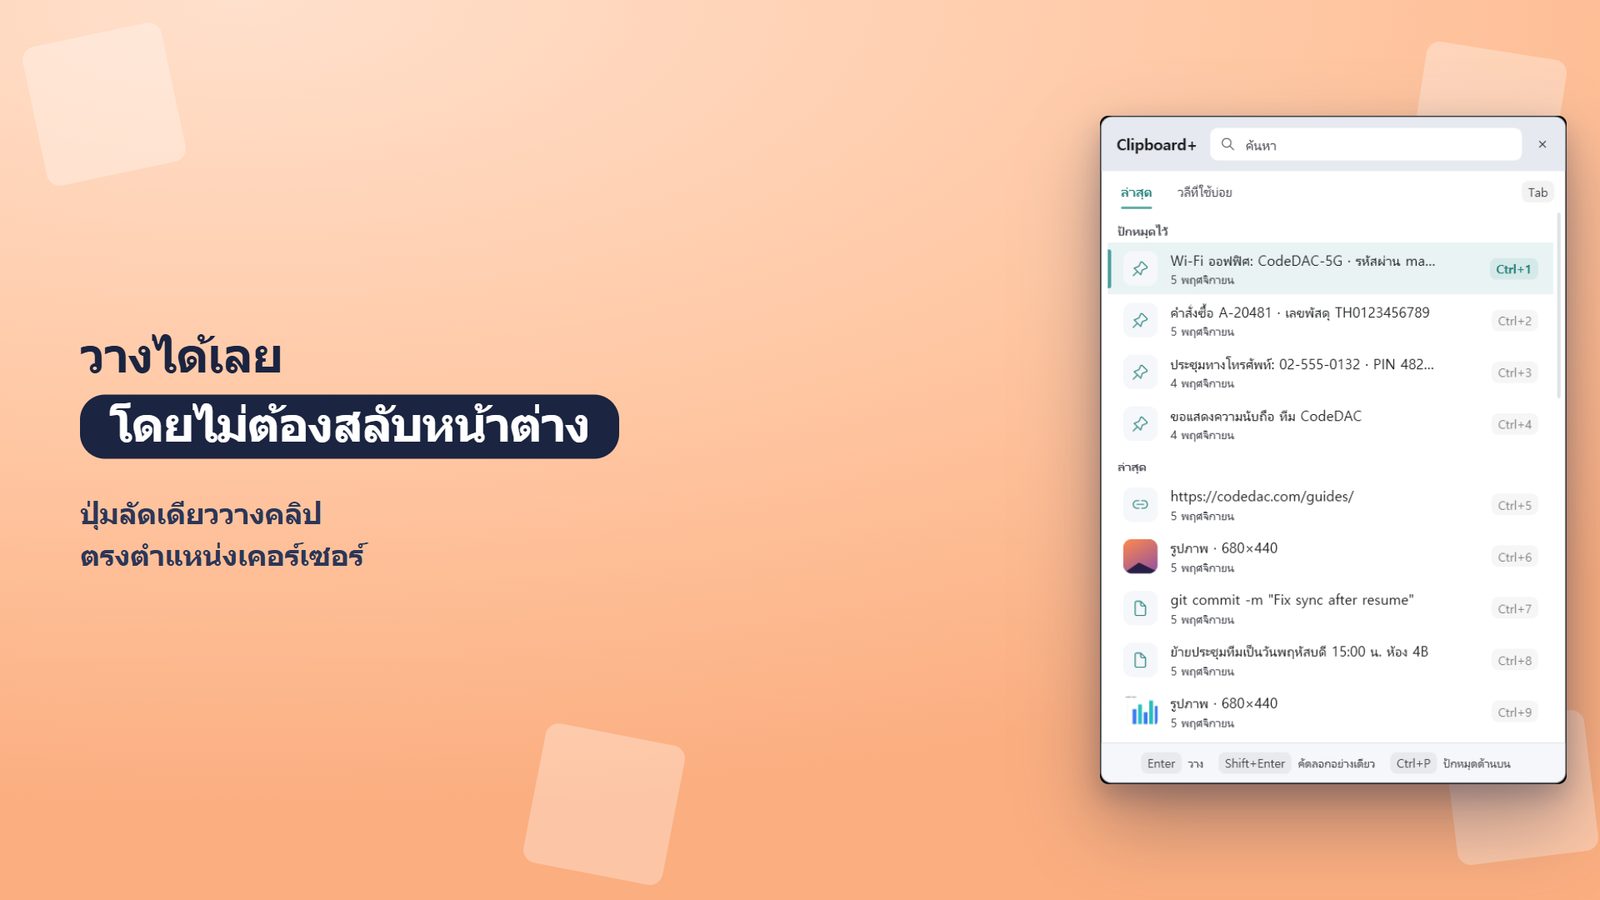 วางได้เลย
โดยไม่ต้องสลับหน้าต่าง
ปุ่มลัดเดียววางคลิป
ตรงตำแหน่งเคอร์เซอร์
Clipboard+
ค้นหา
×
ล่าสุด วลีที่ใช้บ่อย Tab
ปักหมุดไว้
Wi-Fi ออฟฟิศ: CodeDAC-5G · รหัสผ่าน ma... Ctrl+1
5 พฤศจิกายน
คำสั่งซื้อ A-20481 · เลขพัสดุ TH0123456789 Ctrl+2
5 พฤศจิกายน
ประชุมทางโทรศัพท์: 02-555-0132 · PIN 482... Ctrl+3
4 พฤศจิกายน
ขอแสดงความนับถือ ทีม CodeDAC Ctrl+4
4 พฤศจิกายน
ล่าสุด
https://codedac.com/guides/ Ctrl+5
5 พฤศจิกายน
รูปภาพ · 680×440 Ctrl+6
5 พฤศจิกายน
git commit -m "Fix sync after resume" Ctrl+7
5 พฤศจิกายน
ย้ายประชุมทีมเป็นวันพฤหัสบดี 15:00 น. ห้อง 4B Ctrl+8
5 พฤศจิกายน
รูปภาพ · 680×440 Ctrl+9
5 พฤศจิกายน
Enter วาง Shift+Enter คัดลอกอย่างเดียว Ctrl+P ปักหมุดด้านบน